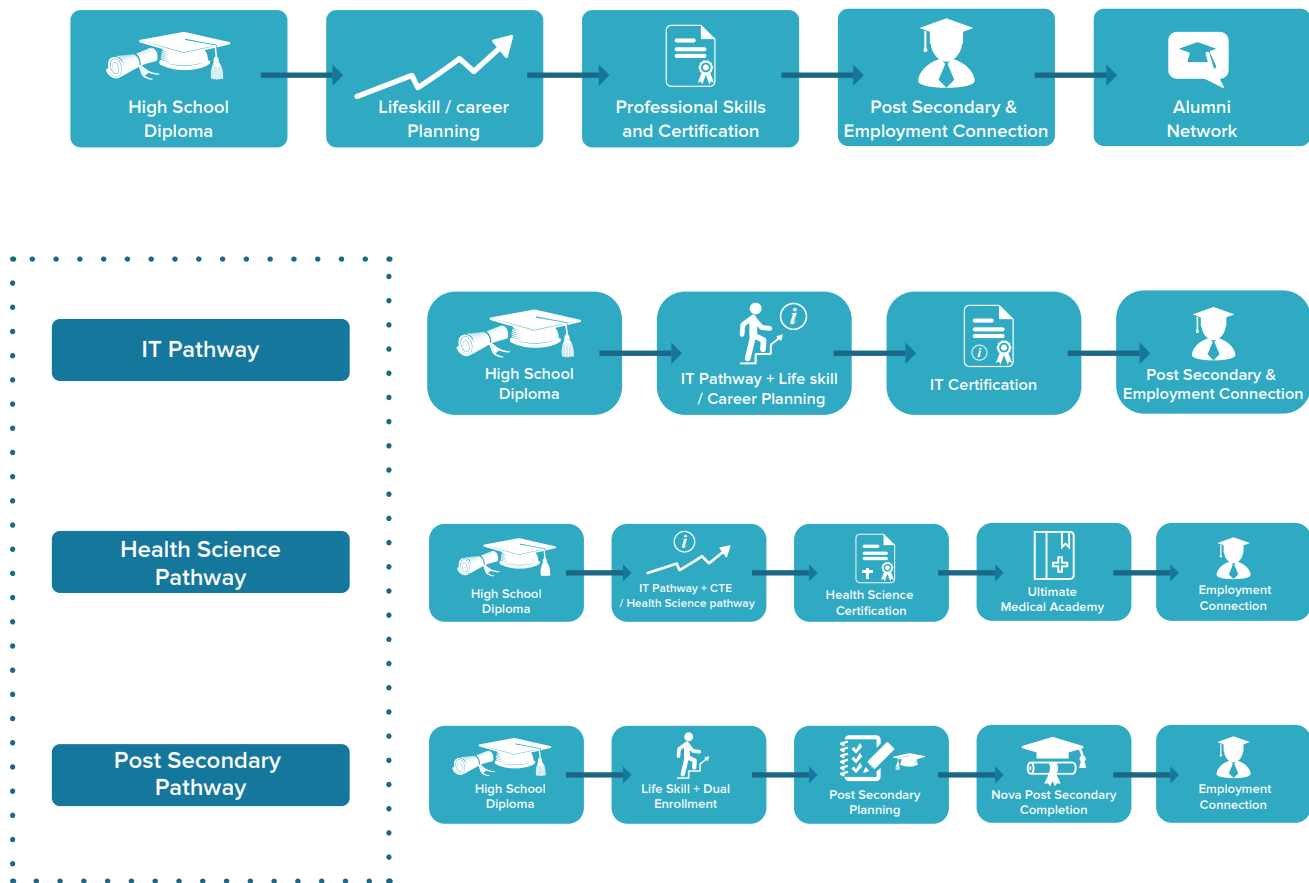 High School
Diploma
Lifeskill / career
Planning
Professional Skills
and Certification
Post Secondary &
Employment Connection
Alumni
Network
IT Pathway
High School
Diploma
IT Pathway + Life skill
/ Career Planning
IT Certification
Post Secondary &
Employment Connection
Health Science
Pathway
High School
Diploma
IT Pathway + CTE
/ Health Science pathway
Health Science
Certification
Ultimate
Medical Academy
Employment
Connection
Post Secondary
Pathway
High School
Diploma
Life Skill + Dual
Enrollment
Post Secondary
Planning
Nova Post Secondary
Completion
Employment
Connection